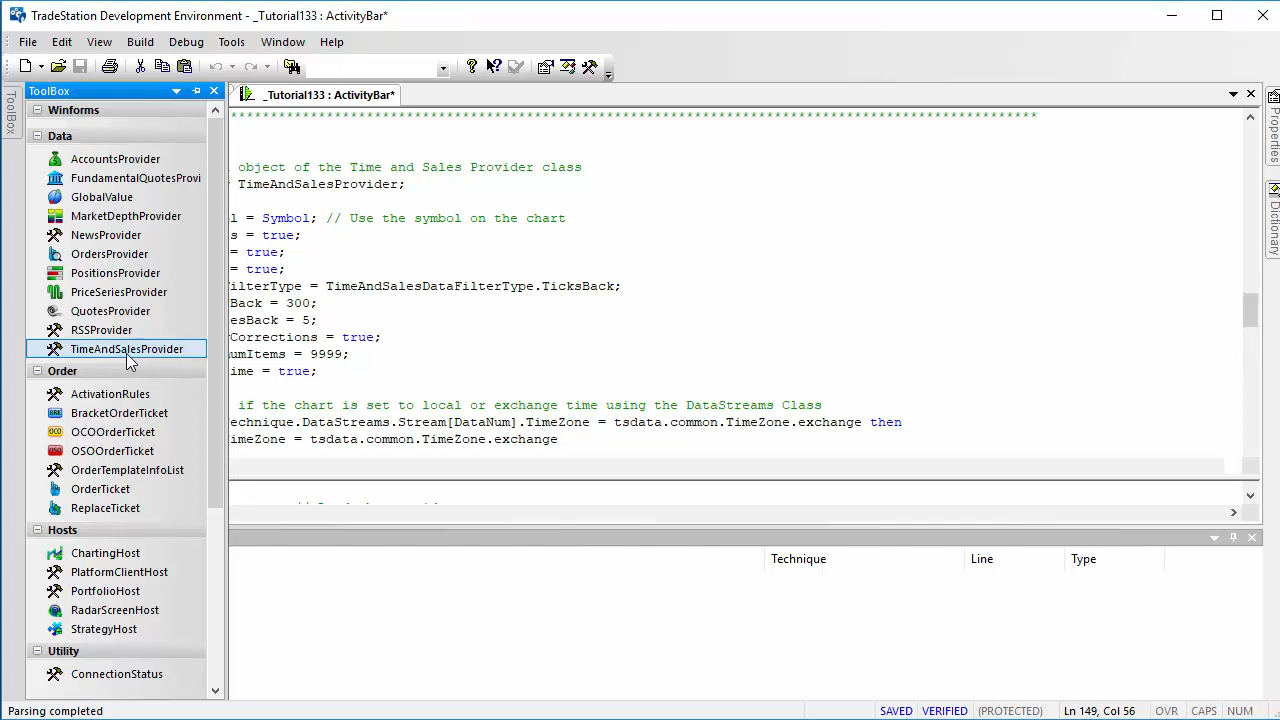 TradeStation Development Environment - _Tutorial133 : ActivityBar*
File Edit View Build Debug Tools Window Help
ToolBox
ToolBox
Winforms
Data
AccountsProvider
FundamentalQuotesProvi
GlobalValue
MarketDepthProvider
NewsProvider
OrdersProvider
PositionsProvider
PriceSeriesProvider
QuotesProvider
RSSProvider
TimeAndSalesProvider
Order
ActivationRules
BracketOrderTicket
OCOOrderTicket
OSOOrderTicket
OrderTemplateInfoList
OrderTicket
ReplaceTicket
Hosts
ChartingHost
PlatformClientHost
PortfolioHost
RadarScreenHost
StrategyHost
Utility
ConnectionStatus
_Tutorial133 : ActivityBar*
object of the Time and Sales Provider class
TimeAndSalesProvider;
l = Symbol; // Use the symbol on the chart
s = true;
= true;
= true;
FilterType = TimeAndSalesDataFilterType.TicksBack;
Back = 300;
esBack = 5;
Corrections = true;
numItems = 9999;
ime = true;
if the chart is set to local or exchange time using the DataStreams Class
echnique.DataStreams.Stream[DataNum].TimeZone = tsdata.common.TimeZone.exchange then
imeZone = tsdata.common.TimeZone.exchange
Technique Line Type
Properties
Dictionary
Parsing completed SAVED VERIFIED (PROTECTED) Ln 149, Col 56 OVR CAPS NUM